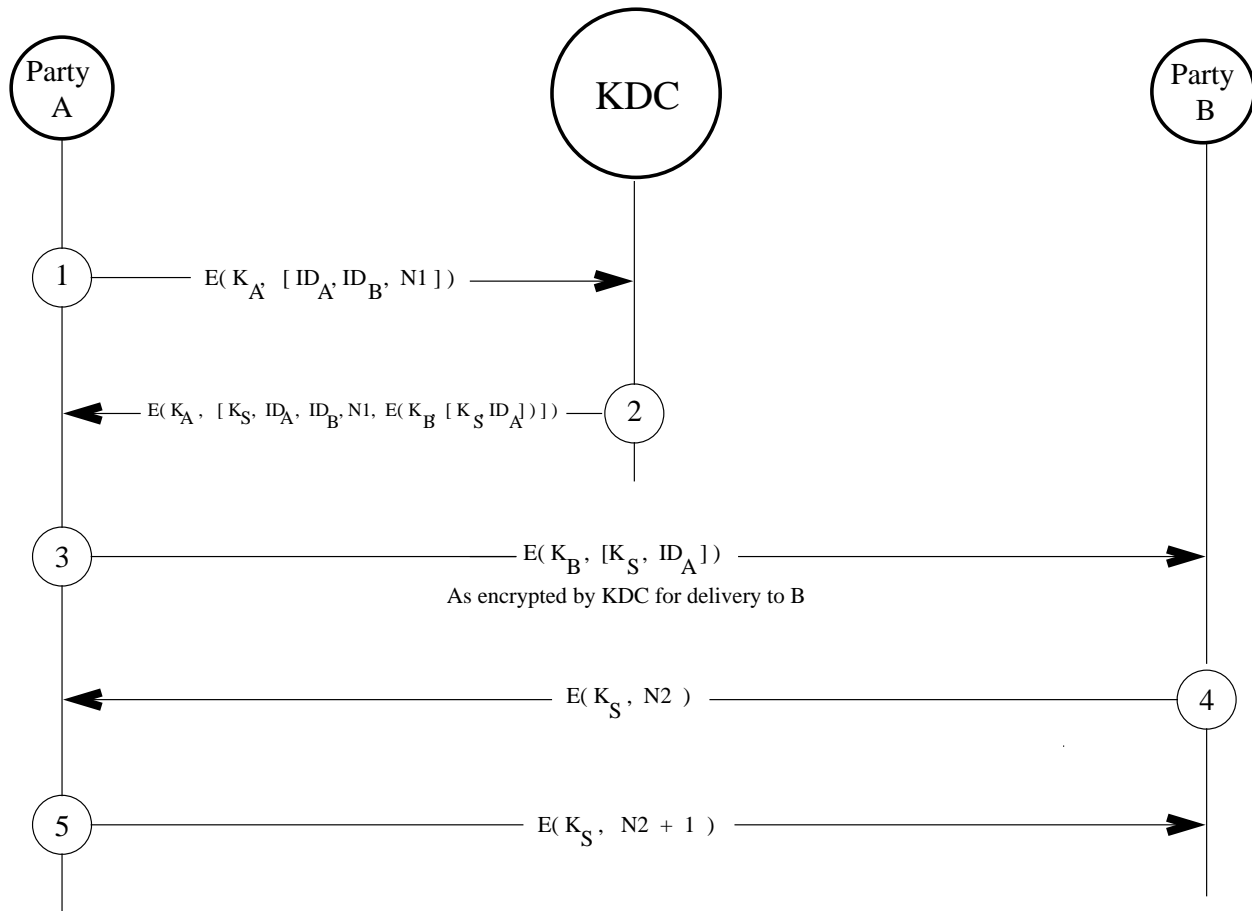 Party
A
KDC
Party
B
1
E( K_A, [ ID_A, ID_B, N1 ] )
E( K_A, [ K_S, ID_A, ID_B, N1, E( K_B, [ K_S, ID_A ] ) ] )
2
3
E( K_B, [K_S, ID_A ] )
As encrypted by KDC for delivery to B
E( K_S, N2 )
4
5
E( K_S, N2 + 1 )